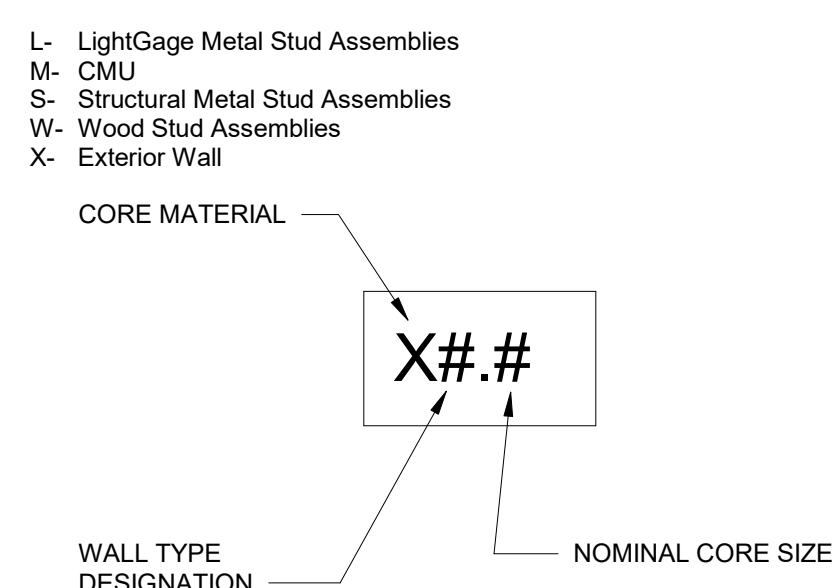 L- LightGage Metal Stud Assemblies
M- CMU
S- Structural Metal Stud Assemblies
W- Wood Stud Assemblies
X- Exterior Wall
CORE MATERIAL
X#.#
WALL TYPE
DESIGNATION
NOMINAL CORE SIZE